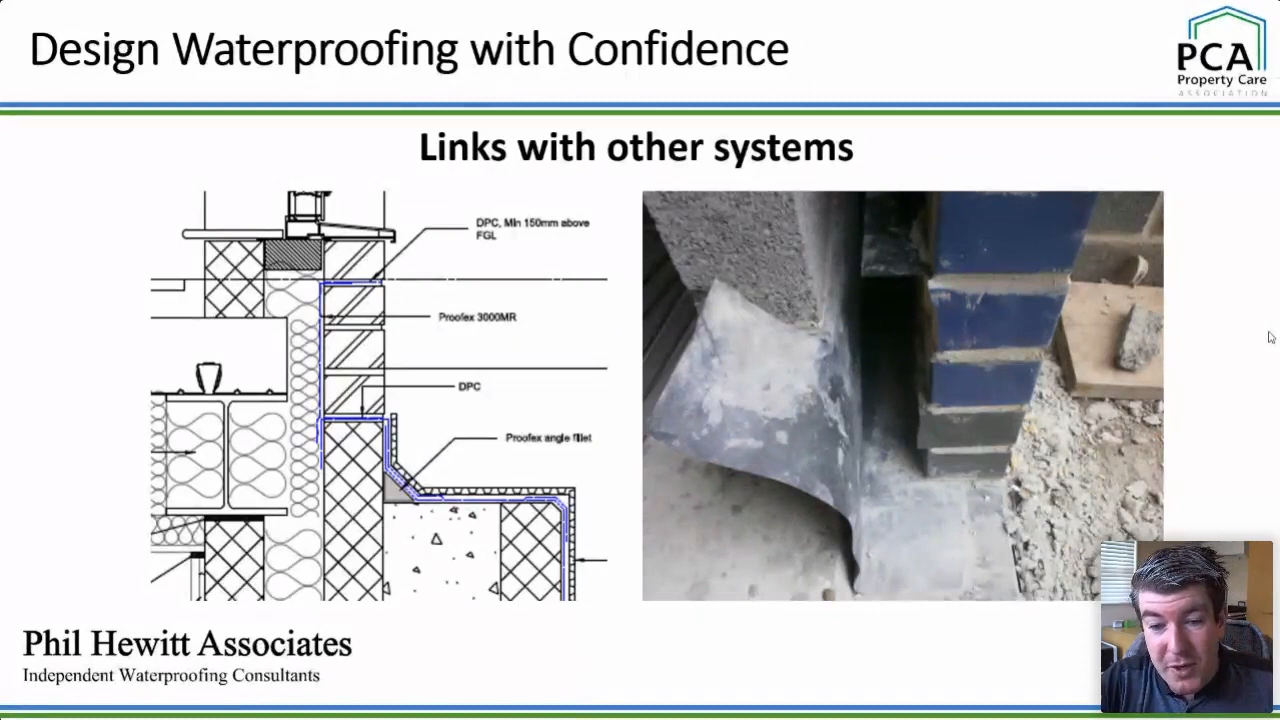 Design Waterproofing with Confidence
PCA
Property Care
ASSOCIATION
Links with other systems
DPC, Min 150mm above
FGL
Proofex 3000MR
DPC
Proofex angle fillet
Phil Hewitt Associates
Independent Waterproofing Consultants